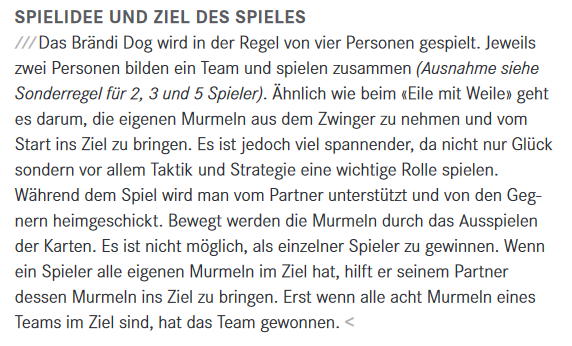 SPIELIDEE UND ZIEL DES SPIELES
/// Das Brändi Dog wird in der Regel von vier Personen gespielt. Jeweils
zwei Personen bilden ein Team und spielen zusammen (Ausnahme siehe
Sonderregel für 2, 3 und 5 Spieler). Ähnlich wie beim «Eile mit Weile» geht
es darum, die eigenen Murmeln aus dem Zwinger zu nehmen und vom
Start ins Ziel zu bringen. Es ist jedoch viel spannender, da nicht nur Glück
sondern vor allem Taktik und Strategie eine wichtige Rolle spielen.
Während dem Spiel wird man vom Partner unterstützt und von den Geg-
nern heimgeschickt. Bewegt werden die Murmeln durch das Ausspielen
der Karten. Es ist nicht möglich, als einzelner Spieler zu gewinnen. Wenn
ein Spieler alle eigenen Murmeln im Ziel hat, hilft er seinem Partner
dessen Murmeln ins Ziel zu bringen. Erst wenn alle acht Murmeln eines
Teams im Ziel sind, hat das Team gewonnen. <